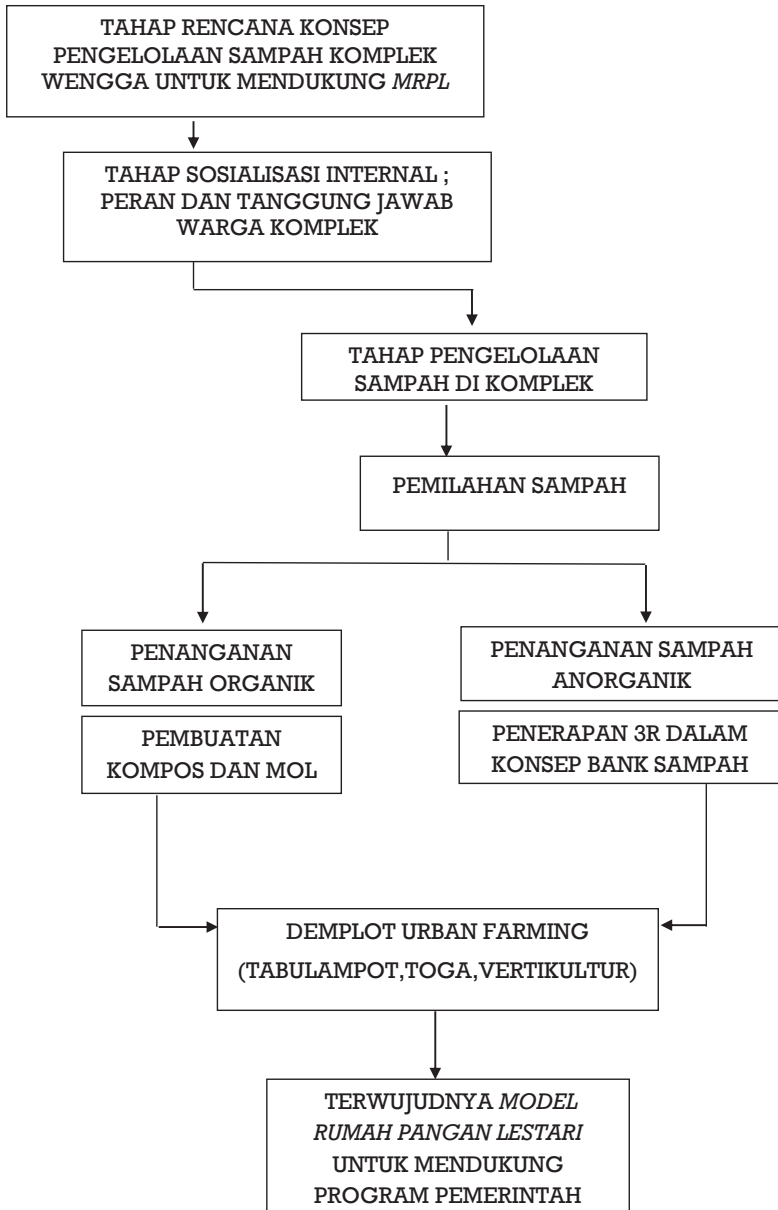 TAHAP RENCANA KONSEP
PENGELOLAAN SAMPAH KOMPLEK
WENGGA UNTUK MENDUKUNG MRPL
TAHAP SOSIALISASI INTERNAL ;
PERAN DAN TANGGUNG JAWAB
WARGA KOMPLEK
TAHAP PENGELOLAAN
SAMPAH DI KOMPLEK
PEMILAHAN SAMPAH
PENANGANAN
SAMPAH ORGANIK
PEMBUATAN
KOMPOS DAN MOL
PENANGANAN SAMPAH
ANORGANIK
PENERAPAN 3R DALAM
KONSEP BANK SAMPAH
DEMPLOT URBAN FARMING
(TABULAMPOT,TOGA,VERTIKULTUR)
TERWUJUDNYA MODEL
RUMAH PANGAN LESTARI
UNTUK MENDUKUNG
PROGRAM PEMERINTAH